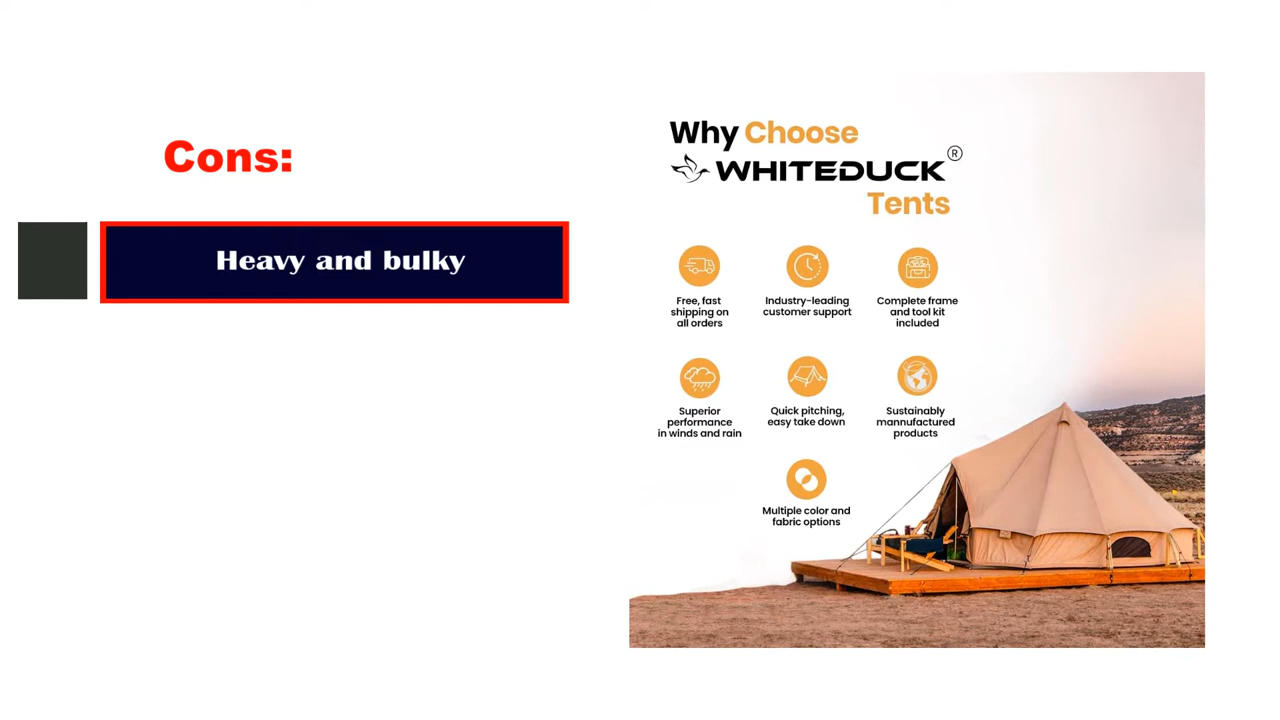 Cons:
Heavy and bulky
Why Choose
WHITEDUCK®
Tents
Free, fast
shipping on
all orders
Industry-leading
customer support
Complete frame
and tool kit
included
Superior
performance
in winds and rain
Quick pitching,
easy take down
Sustainably
mannufactured
products
Multiple color and
fabric options